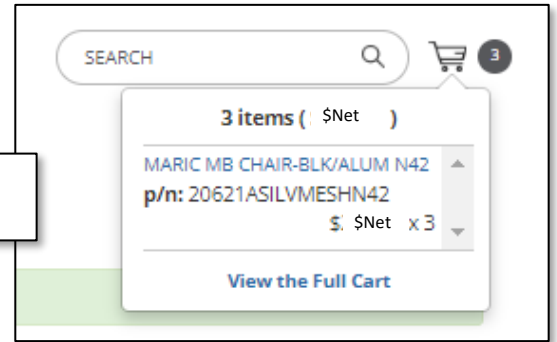 SEARCH
3
3 items ( $Net )
MARIC MB CHAIR-BLK/ALUM N42
p/n: 20621ASILVMESHN42
$ $Net x 3
View the Full Cart